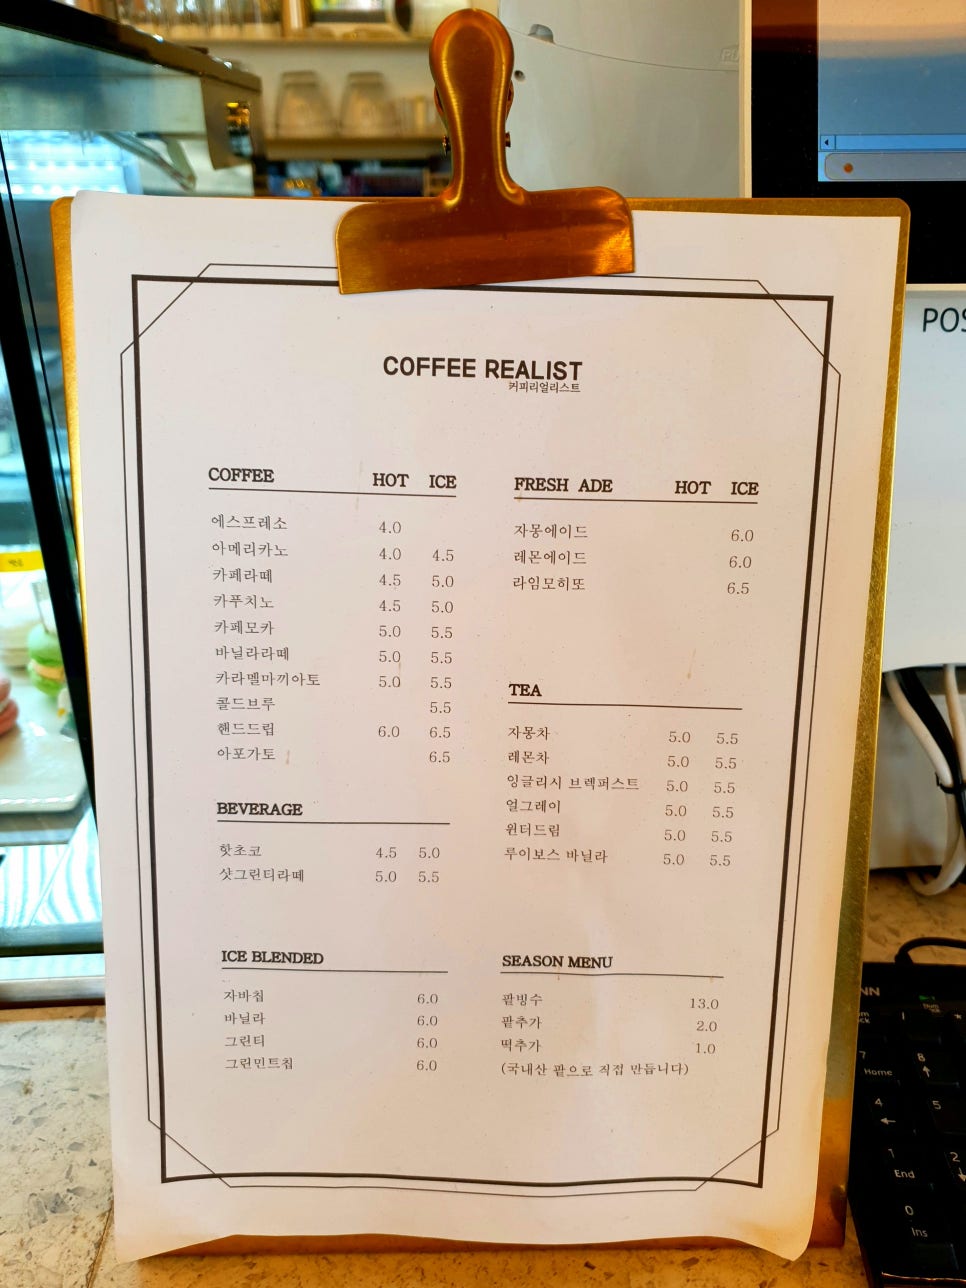 COFFEE REALIST
커피리얼리스트
COFFEE HOT ICE
에스프레소 4.0
아메리카노 4.0 4.5
카페라떼 4.5 5.0
카푸치노 4.5 5.0
카페모카 5.0 5.5
바닐라라떼 5.0 5.5
카라멜마끼아토 5.0 5.5
콜드브루 5.5
핸드드립 6.0 6.5
아포가토 6.5
BEVERAGE
핫초코 4.5 5.0
샷그린티라떼 5.0 5.5
ICE BLENDED
자바칩 6.0
바닐라 6.0
그린티 6.0
그린민트칩 6.0
FRESH ADE HOT ICE
자몽에이드 6.0
레몬에이드 6.0
라임모히또 6.5
TEA
자몽차 5.0 5.5
레몬차 5.0 5.5
잉글리시 브렉퍼스트 5.0 5.5
얼그레이 5.0 5.5
윈터드림 5.0 5.5
루이보스 바닐라 5.0 5.5
SEASON MENU
팥빙수 13.0
팥추가 2.0
떡추가 1.0
(국내산 팥으로 직접 만듭니다)
POS
7 8
Home
4 5
1 2
End
0
Ins